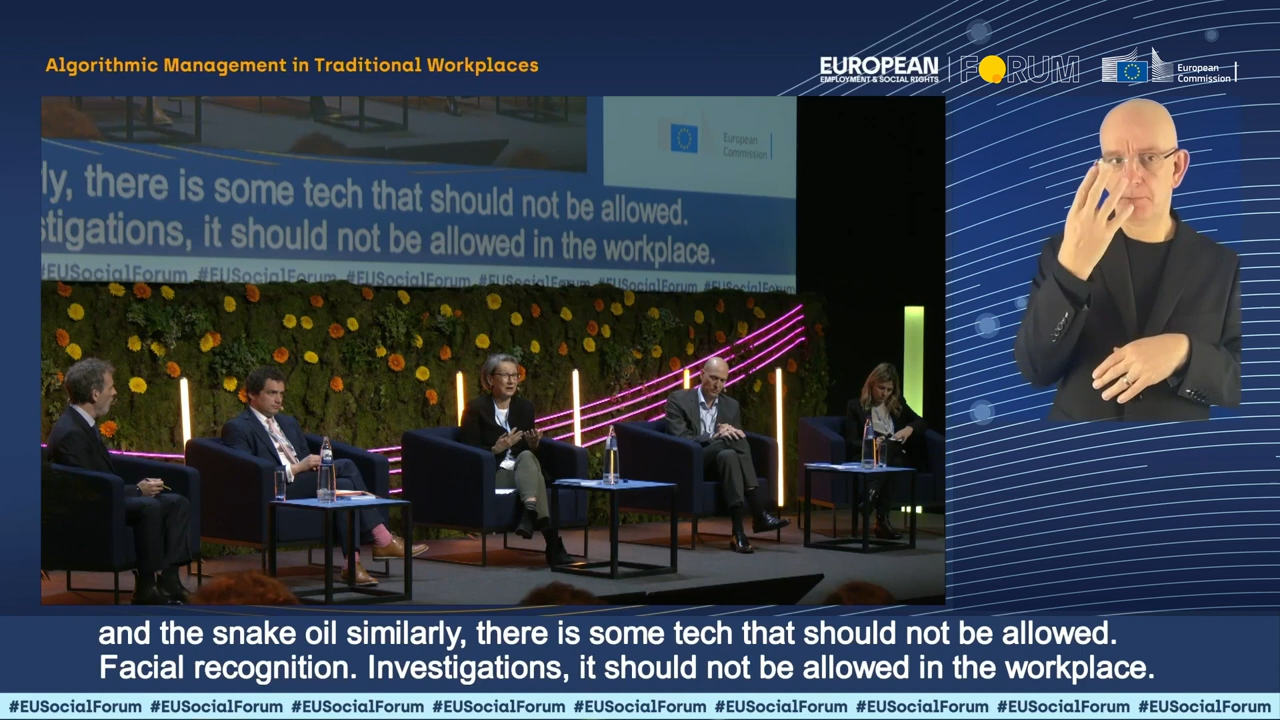 Algorithmic Management in Traditional Workplaces
EUROPEAN
EMPLOYMENT & SOCIAL RIGHTS
FORUM
European
Commission
European
Commission
ly, there is some tech that should not be allowed.
stigations, it should not be allowed in the workplace.
#EUSocialForum #EUSocialForum #EUSocialForum #EUSocialForum #EUSocialForum
and the snake oil similarly, there is some tech that should not be allowed.
Facial recognition. Investigations, it should not be allowed in the workplace.
#EUSocialForum #EUSocialForum #EUSocialForum #EUSocialForum #EUSocialForum #EUSocialForum #EUSocialForum #EUSocialForum #EUSocialForum